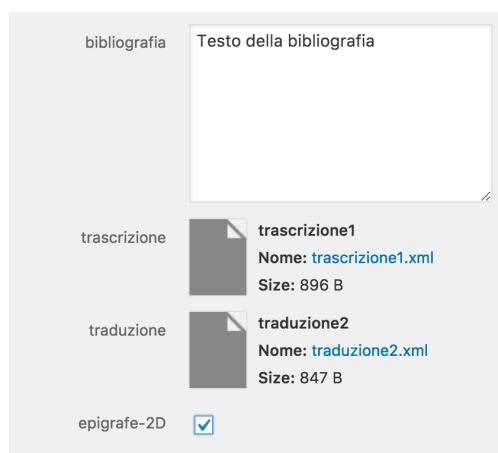 bibliografia
Testo della bibliografia
trascrizione
trascrizione1
Nome: trascrizione1.xml
Size: 896 B
traduzione
traduzione2
Nome: traduzione2.xml
Size: 847 B
epigrafe-2D